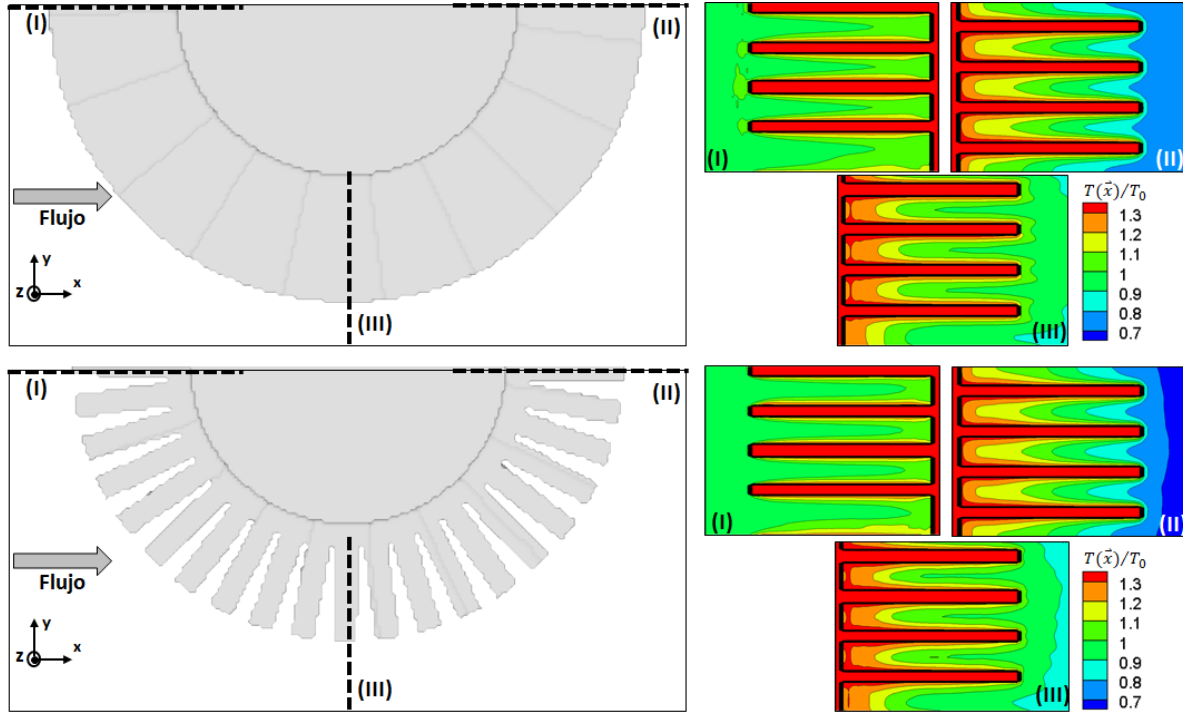 (I)
(II)
Flujo
y
z
x
(III)
(I)
(II)
(III)
T(x⃗)/T₀
1.3
1.2
1.1
1
0.9
0.8
0.7
(I)
(II)
Flujo
y
z
x
(III)
(I)
(II)
(III)
T(x⃗)/T₀
1.3
1.2
1.1
1
0.9
0.8
0.7